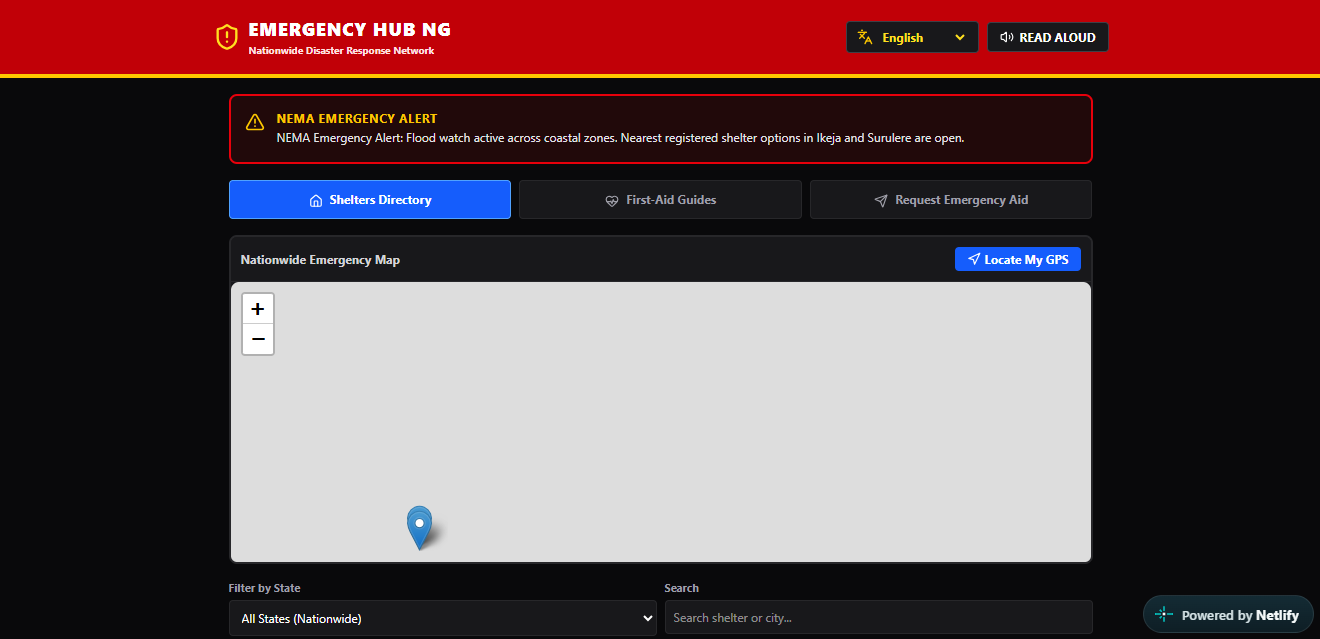 EMERGENCY HUB NG
Nationwide Disaster Response Network
English
READ ALOUD
NEMA EMERGENCY ALERT
NEMA Emergency Alert: Flood watch active across coastal zones. Nearest registered shelter options in Ikeja and Surulere are open.
Shelters Directory
First-Aid Guides
Request Emergency Aid
Nationwide Emergency Map
Locate My GPS
+
−
Filter by State
Search
All States (Nationwide)
Search shelter or city...
Powered by Netlify